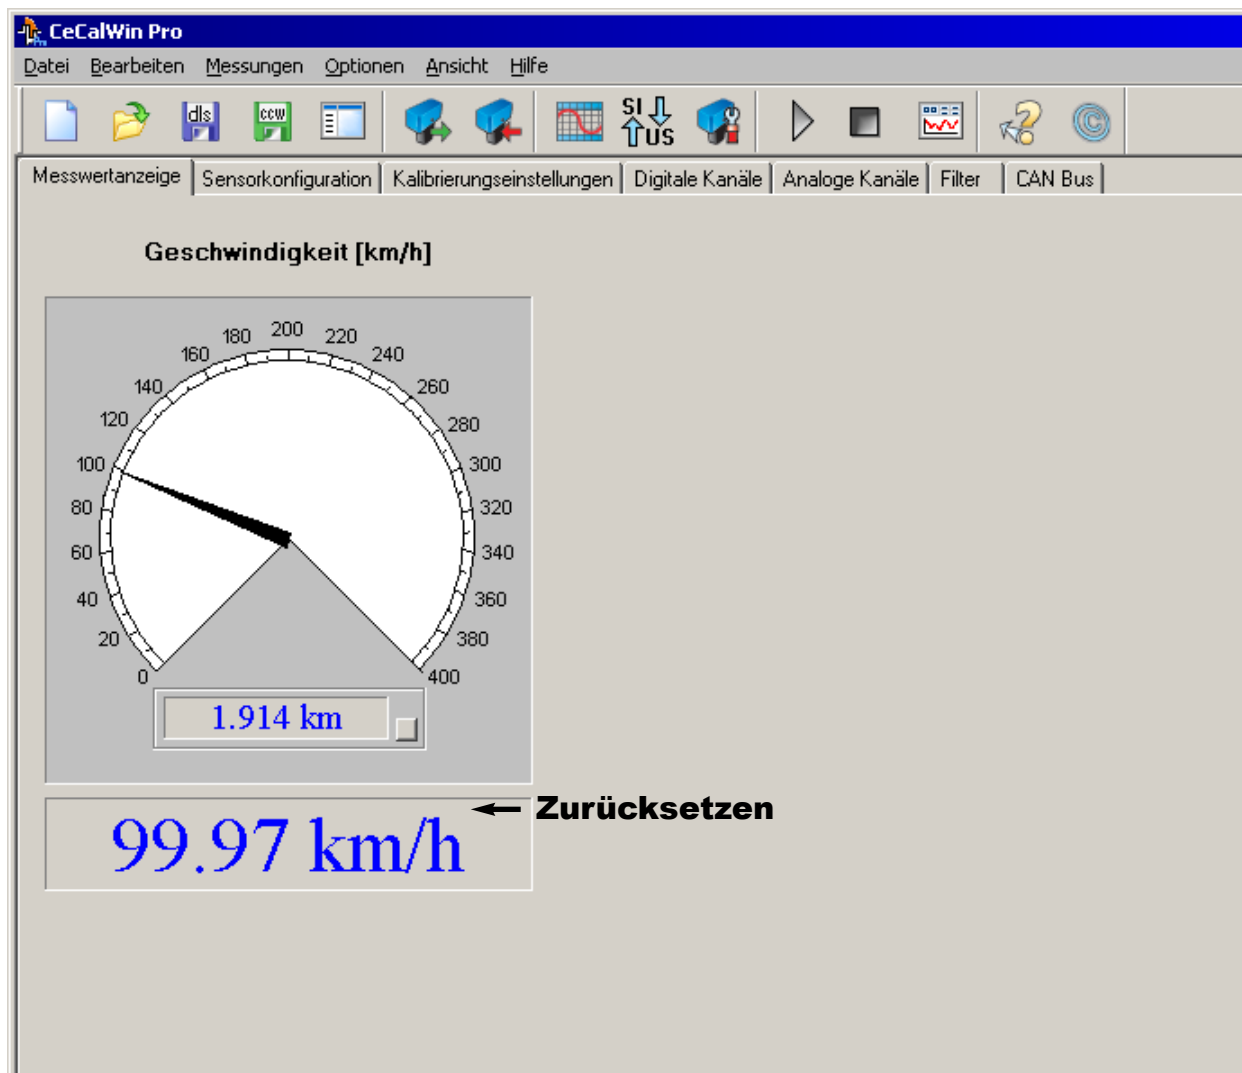 CeCalWin Pro
Datei Bearbeiten Messungen Optionen Ansicht Hilfe
dls ccw SI US
Messwertanzeige Sensorkonfiguration Kalibrierungseinstellungen Digitale Kanäle Analoge Kanäle Filter CAN Bus
Geschwindigkeit [km/h]
0
20
40
60
80
100
120
140
160
180
200
220
240
260
280
300
320
340
360
380
400
1.914 km
Zurücksetzen
99.97 km/h